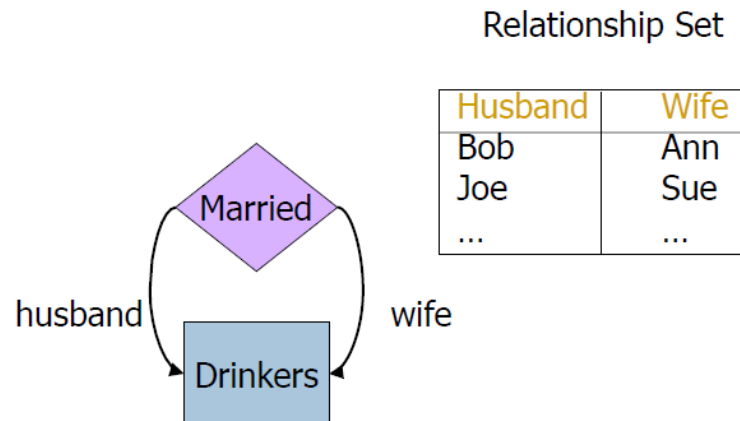 Relationship Set
Husband Wife
Bob Ann
Joe Sue
... ...
Married
husband wife
Drinkers